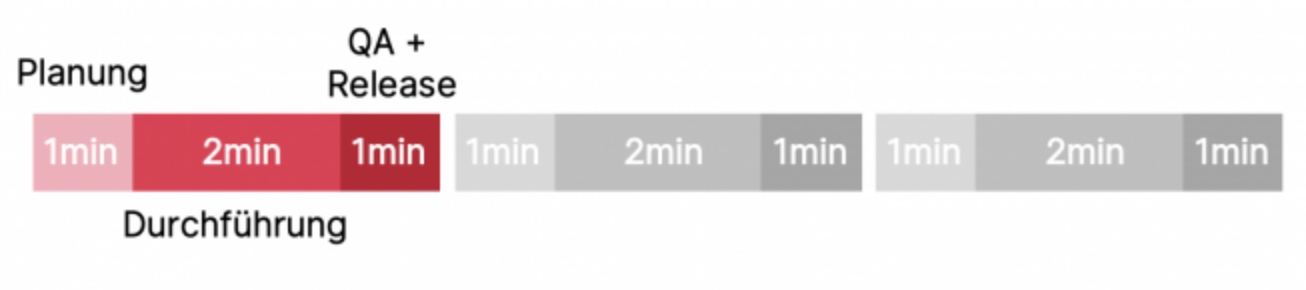 Planung
QA +
Release
1min 2min 1min 1min 2min 1min 1min 2min 1min
Durchführung